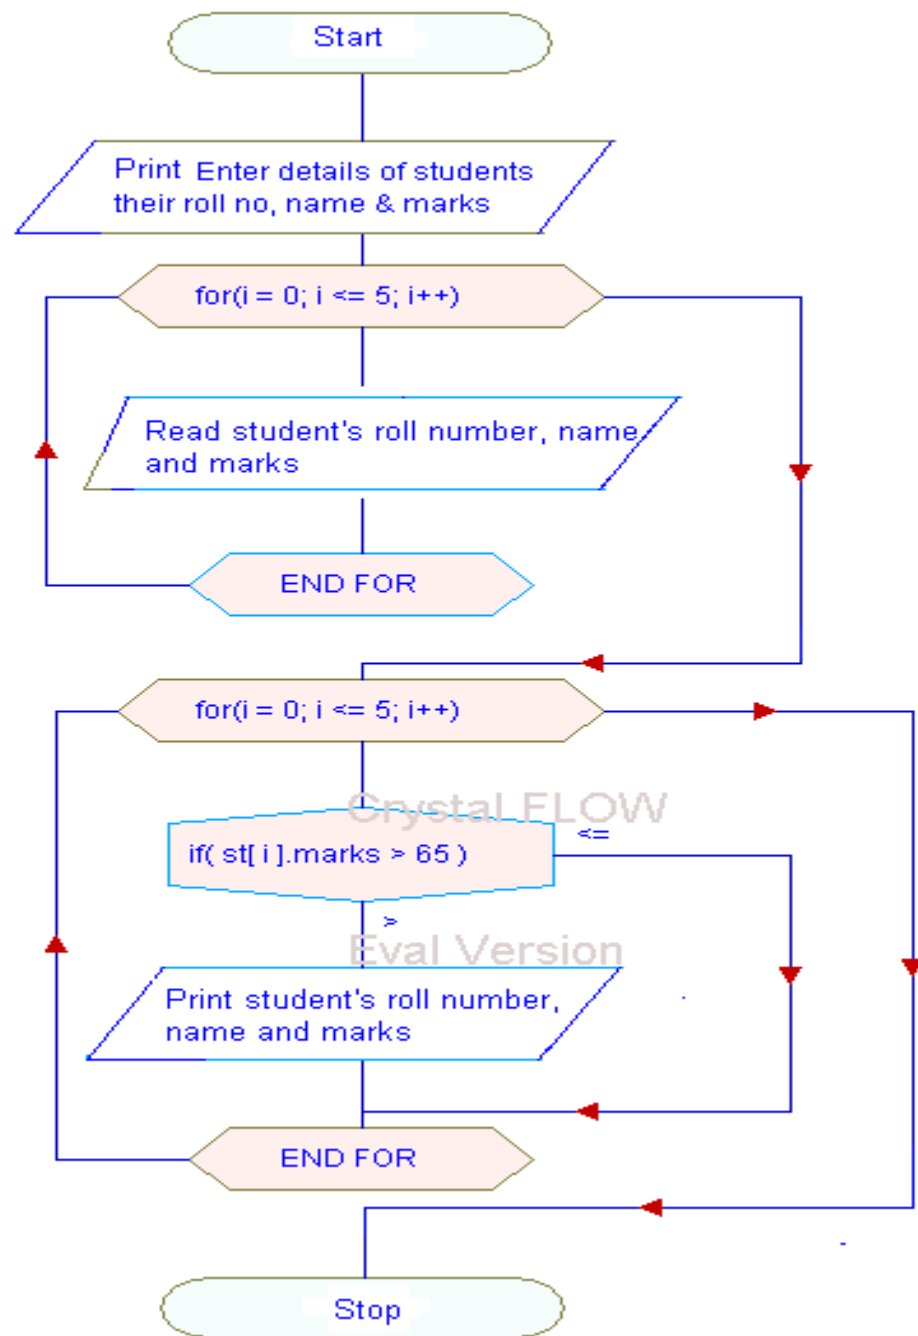 Start
Print Enter details of students
their roll no, name & marks
for(i = 0; i <= 5; i++)
Read student's roll number, name
and marks
END FOR
for(i = 0; i <= 5; i++)
Crystal FLOW
<=
if( st[ i ].marks > 65 )
>
Eval Version
Print student's roll number,
name and marks
END FOR
Stop